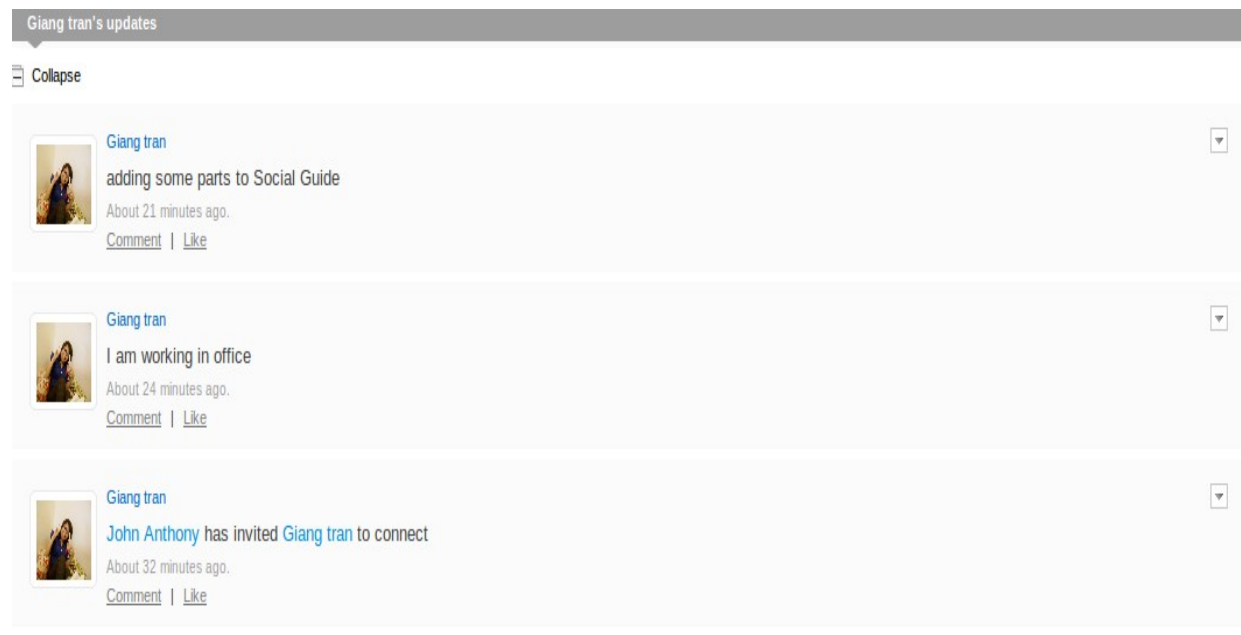 Giang tran's updates
Collapse
Giang tran
adding some parts to Social Guide
About 21 minutes ago.
Comment | Like
Giang tran
I am working in office
About 24 minutes ago.
Comment | Like
Giang tran
John Anthony has invited Giang tran to connect
About 32 minutes ago.
Comment | Like